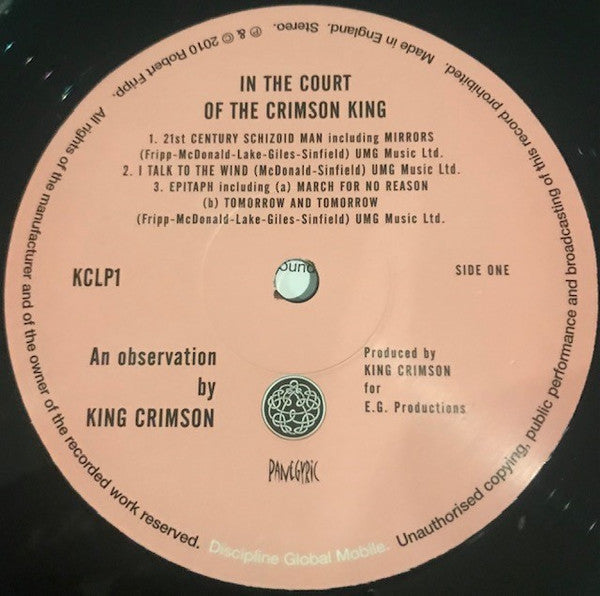 IN THE COURT
OF THE CRIMSON KING
1. 21st CENTURY SCHIZOID MAN including MIRRORS
(Fripp-McDonald-Lake-Giles-Sinfield) UMG Music Ltd.
2. I TALK TO THE WIND (McDonald-Sinfield) UMG Music Ltd.
3. EPITAPH including (a) MARCH FOR NO REASON
(b) TOMORROW AND TOMORROW
(Fripp-McDonald-Lake-Giles-Sinfield) UMG Music Ltd.
ound
KCLP1
SIDE ONE
An observation
by
KING CRIMSON
Produced by
KING CRIMSON
for
E.G. Productions
PANEGYRIC
All rights of the manufacturer and of the owner of the recorded work reserved.
Discipline Global Mobile.
Unauthorised copying, public performance and broadcasting of this record prohibited.
Made in England. Stereo. ℗ & © 2010 Robert Fripp.